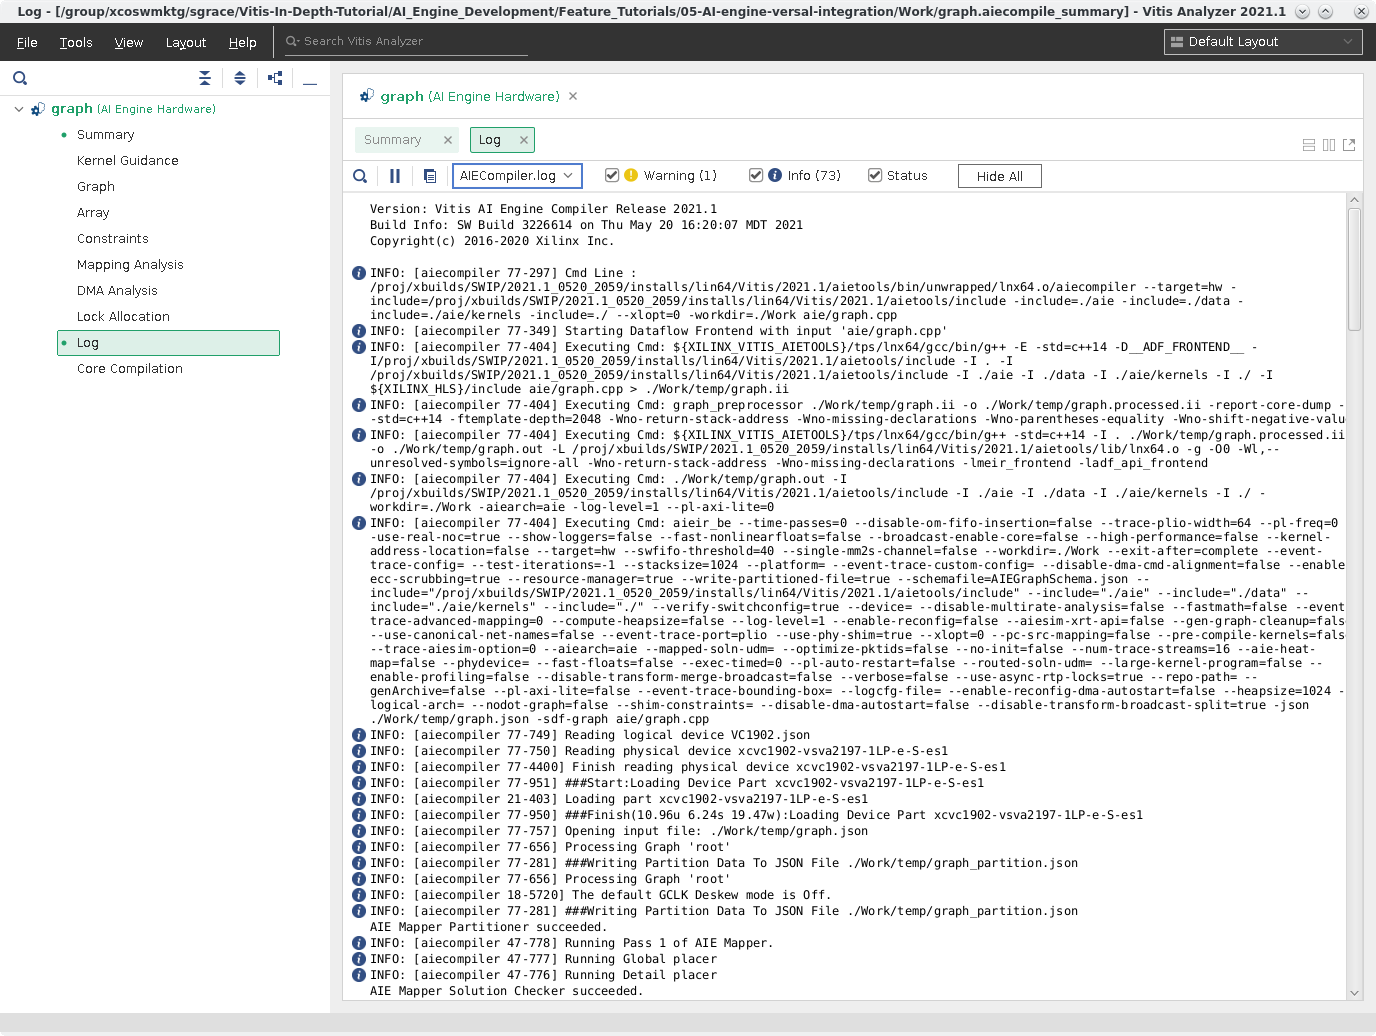 Log - [/group/xcoswmktg/sgrace/Vitis-In-Depth-Tutorial/AI_Engine_Development/Feature_Tutorials/05-AI-engine-versal-integration/Work/graph.aiecompile_summary] - Vitis Analyzer 2021.1
File Tools View Layout Help Search Vitis Analyzer Default Layout
graph (AI Engine Hardware)
Summary
Kernel Guidance
Graph
Array
Constraints
Mapping Analysis
DMA Analysis
Lock Allocation
Log
Core Compilation
graph (AI Engine Hardware)
Summary Log
AIECompiler.log Warning (1) Info (73) Status Hide All
Version: Vitis AI Engine Compiler Release 2021.1
Build Info: SW Build 3226614 on Thu May 20 16:20:07 MDT 2021
Copyright(c) 2016-2020 Xilinx Inc.
INFO: [aiecompiler 77-297] Cmd Line :
/proj/xbuilds/SWIP/2021.1_0520_2059/installs/lin64/Vitis/2021.1/aietools/bin/unwrapped/lnx64.o/aiecompiler --target=hw -
include=/proj/xbuilds/SWIP/2021.1_0520_2059/installs/lin64/Vitis/2021.1/aietools/include -include=./aie -include=./data -
include=./aie/kernels -include=./ --xlopt=0 -workdir=./Work aie/graph.cpp
INFO: [aiecompiler 77-349] Starting Dataflow Frontend with input 'aie/graph.cpp'
INFO: [aiecompiler 77-404] Executing Cmd: ${XILINX_VITIS_AIETOOLS}/tps/lnx64/gcc/bin/g++ -E -std=c++14 -D__ADF_FRONTEND__ -
I/proj/xbuilds/SWIP/2021.1_0520_2059/installs/lin64/Vitis/2021.1/aietools/include -I . -I
/proj/xbuilds/SWIP/2021.1_0520_2059/installs/lin64/Vitis/2021.1/aietools/include -I ./aie -I ./data -I ./aie/kernels -I ./ -I
${XTILINX_HLS}/include aie/graph.cpp > ./Work/temp/graph.ii
INFO: [aiecompiler 77-404] Executing Cmd: graph_preprocessor ./Work/temp/graph.ii -o ./Work/temp/graph.processed.ii -report-core-dump -
-std=c++14 -ftemplate-depth=2048 -Wno-return-stack-address -Wno-missing-declarations -Wno-parentheses-equality -Wno-shift-negative-valu
INFO: [aiecompiler 77-404] Executing Cmd: ${XILINX_VITIS_AIETOOLS}/tps/lnx64/gcc/bin/g++ -std=c++14 -I . ./Work/temp/graph.processed.ii
-o ./Work/temp/graph.out -L /proj/xbuilds/SWIP/2021.1_0520_2059/installs/lin64/Vitis/2021.1/aietools/lib/lnx64.o -g -O0 -Wl,--
unresolved-symbols=ignore-all -Wno-return-stack-address -Wno-missing-declarations -lmeir_frontend -ladf_api_frontend
INFO: [aiecompiler 77-404] Executing Cmd: ./Work/temp/graph.out -I
/proj/xbuilds/SWIP/2021.1_0520_2059/installs/lin64/Vitis/2021.1/aietools/include -I ./aie -I ./data -I ./aie/kernels -I ./ -
workdir=./Work -aiearch=aie -log-level=1 --pl-axi-lite=0
INFO: [aiecompiler 77-404] Executing Cmd: aieir_be --time-passes=0 --disable-om-fifo-insertion=false --trace-plio-width=64 --pl-freq=0
-use-real-noc=true --show-loggers=false --fast-nonlinearfloats=false --broadcast-enable-core=false --high-performance=false --kernel-
address-location=false --target=hw --swfifo-threshold=40 --single-mm2s-channel=false --workdir=./Work --exit-after=complete --event-
trace-config= --test-iterations=-1 --stacksize=1024 --platform= --event-trace-custom-config= --disable-dma-cmd-alignment=false --enable
ecc-scrubbing=true --resource-manager=true --write-partitioned-file=true --schemafile=AIEGraphSchema.json --
include="/proj/xbuilds/SWIP/2021.1_0520_2059/installs/lin64/Vitis/2021.1/aietools/include" --include="./aie" --include="./data" --
include="./aie/kernels" --include="./" --verify-switchconfig=true --device= --disable-multirate-analysis=false --fastmath=false --event
trace-advanced-mapping=0 --compute-heapsize=false --log-level=1 --enable-reconfig=false --aiesim-xrt-api=false --gen-graph-cleanup=fals
--use-canonical-net-names=false --event-trace-port=plio --use-phy-shim=true --xlopt=0 --pc-src-mapping=false --pre-compile-kernels=fals
--trace-aiesim-option=0 --aiearch=aie --mapped-soln-udm= --optimize-pktids=false --no-init=false --num-trace-streams=16 --aie-heat-
map=false --phydevice= --fast-floats=false --exec-timed=0 --pl-auto-restart=false --routed-soln-udm= --large-kernel-program=false --
enable-profiling=false --disable-transform-merge-broadcast=false --verbose=false --use-async-rtp-locks=true --repo-path= --
genArchive=false --pl-axi-lite=false --event-trace-bounding-box= --logcfg-file= --enable-reconfig-dma-autostart=false --heapsize=1024 -
logical-arch= --nodot-graph=false --shim-constraints= --disable-dma-autostart=false --disable-transform-broadcast-split=true -json
./Work/temp/graph.json -sdf-graph aie/graph.cpp
INFO: [aiecompiler 77-749] Reading logical device VC1902.json
INFO: [aiecompiler 77-750] Reading physical device xcvc1902-vsva2197-1LP-e-S-es1
INFO: [aiecompiler 77-4400] Finish reading physical device xcvc1902-vsva2197-1LP-e-S-es1
INFO: [aiecompiler 77-951] ###Start:Loading Device Part xcvc1902-vsva2197-1LP-e-S-es1
INFO: [aiecompiler 21-403] Loading part xcvc1902-vsva2197-1LP-e-S-es1
INFO: [aiecompiler 77-950] ###Finish(10.96u 6.24s 19.47w):Loading Device Part xcvc1902-vsva2197-1LP-e-S-es1
INFO: [aiecompiler 77-757] Opening input file: ./Work/temp/graph.json
INFO: [aiecompiler 77-656] Processing Graph 'root'
INFO: [aiecompiler 77-281] ###Writing Partition Data To JSON File ./Work/temp/graph_partition.json
INFO: [aiecompiler 77-656] Processing Graph 'root'
INFO: [aiecompiler 18-5720] The default GCLK Deskew mode is Off.
INFO: [aiecompiler 77-281] ###Writing Partition Data To JSON File ./Work/temp/graph_partition.json
AIE Mapper Partitioner succeeded.
INFO: [aiecompiler 47-778] Running Pass 1 of AIE Mapper.
INFO: [aiecompiler 47-777] Running Global placer
INFO: [aiecompiler 47-776] Running Detail placer
AIE Mapper Solution Checker succeeded.